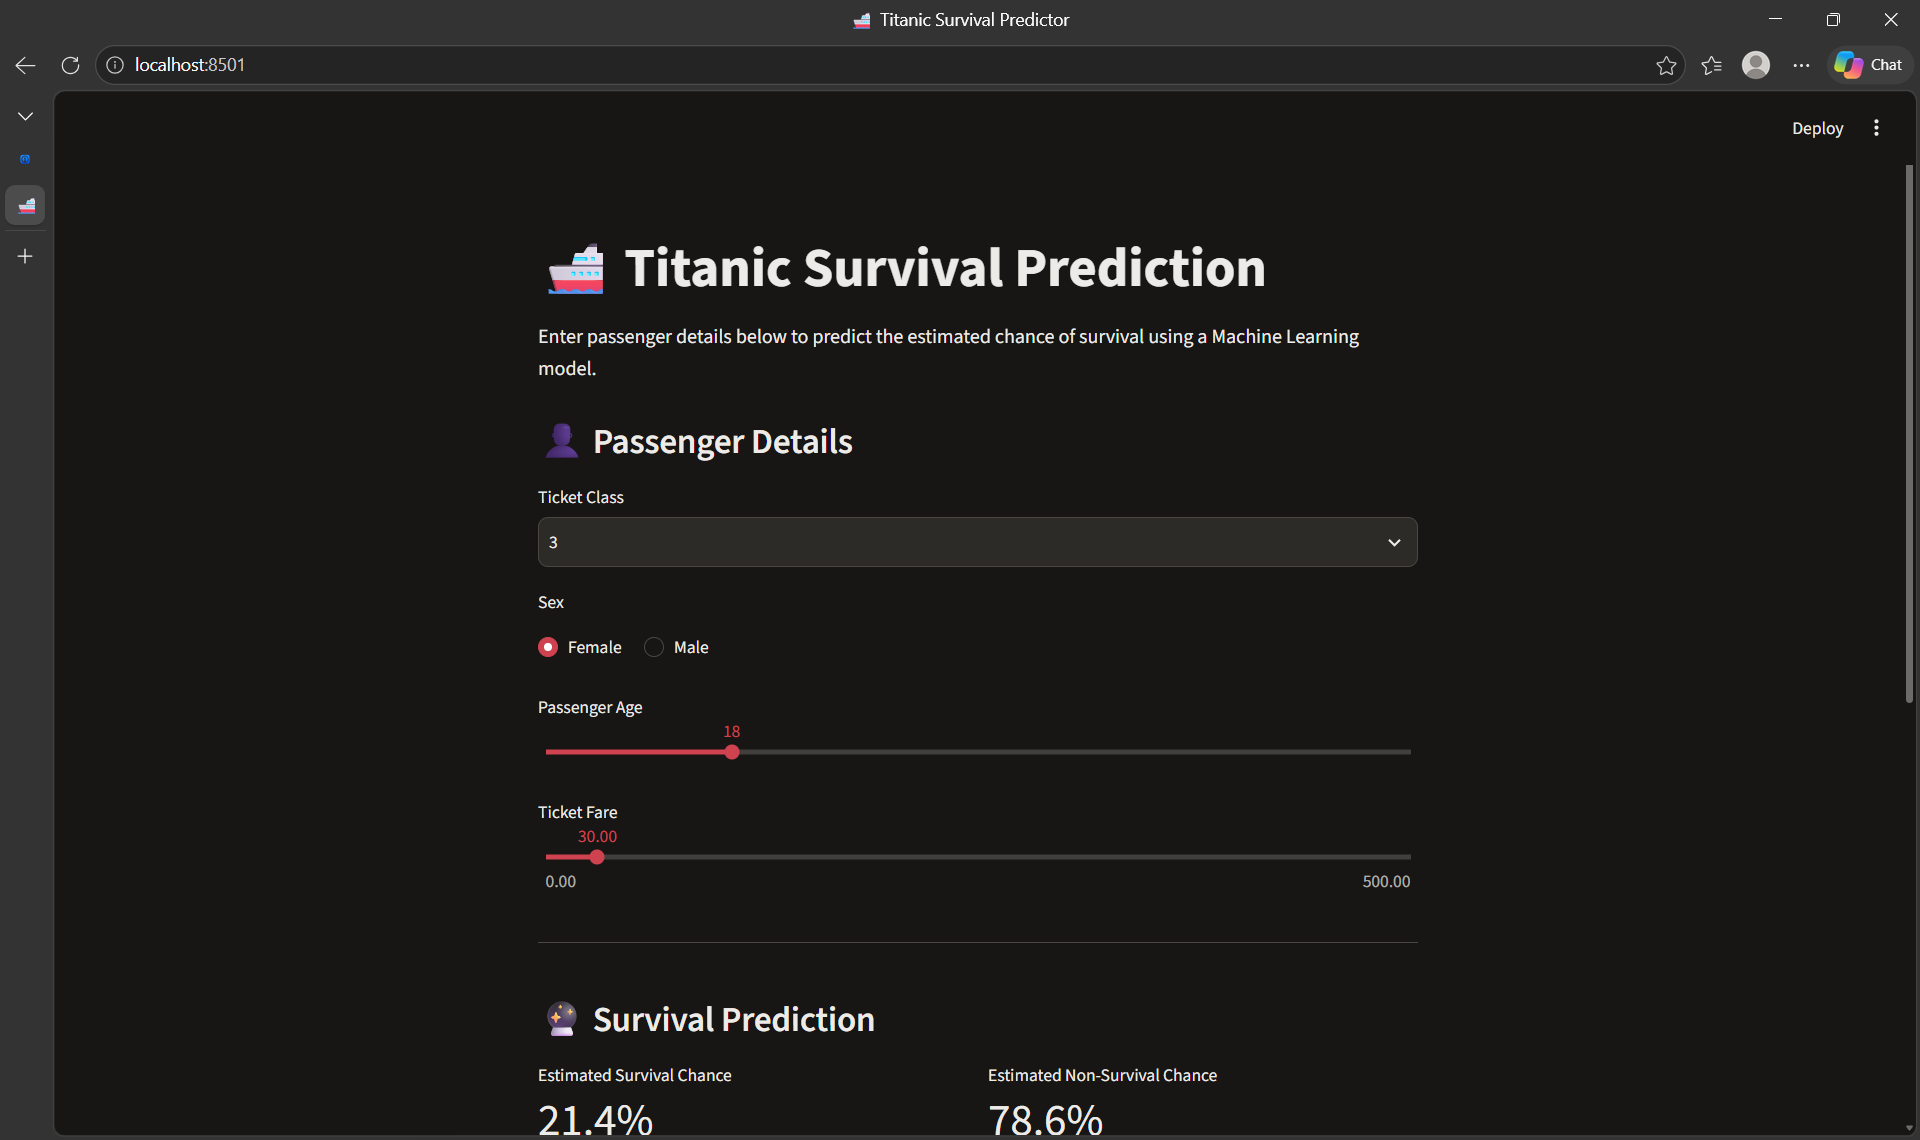 Titanic Survival Predictor
localhost:8501
Chat
Deploy
Titanic Survival Prediction
Enter passenger details below to predict the estimated chance of survival using a Machine Learning
model.
Passenger Details
Ticket Class
3
Sex
Female Male
Passenger Age
18
Ticket Fare
30.00
0.00 500.00
Survival Prediction
Estimated Survival Chance Estimated Non-Survival Chance
21.4% 78.6%